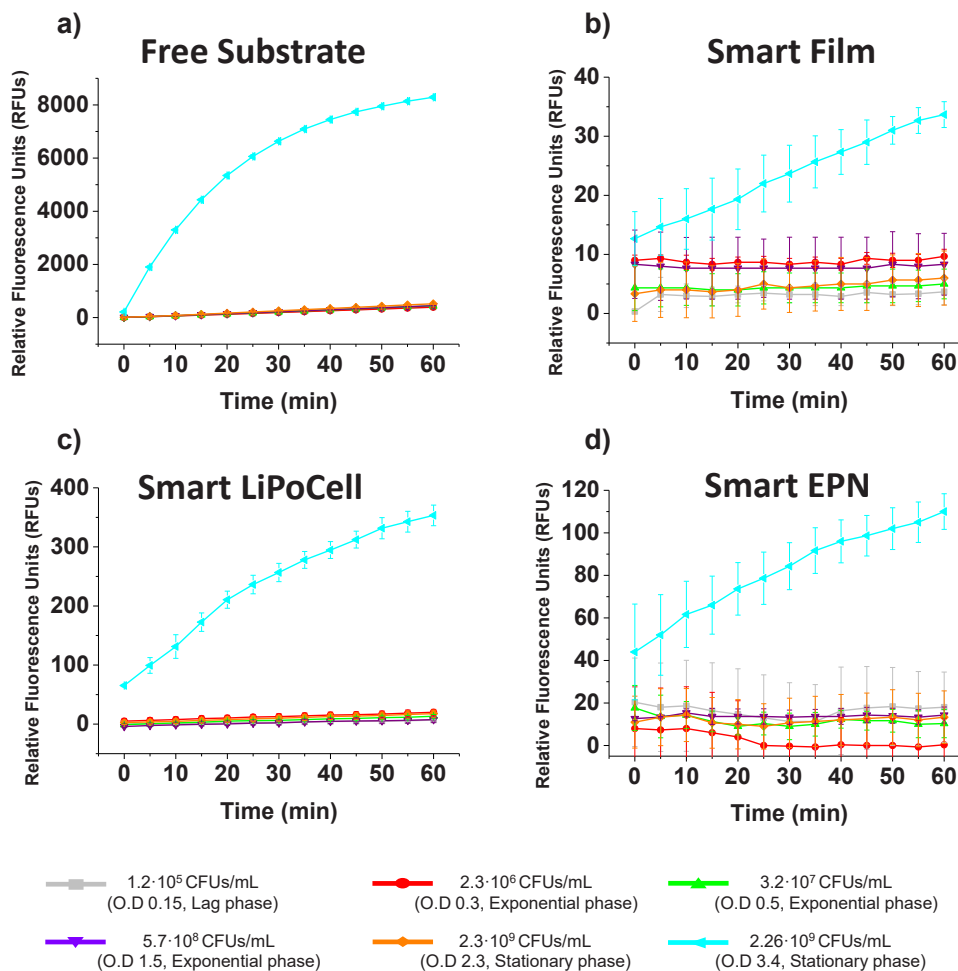 a)
Free Substrate
Relative Fluorescence Units (RFUs)
8000
6000
4000
2000
0
0 10 20 30 40 50 60
Time (min)
b)
Smart Film
Relative Fluorescence Units (RFUs)
40
30
20
10
0
0 10 20 30 40 50 60
Time (min)
c)
Smart LiPoCell
Relative Fluorescence Units (RFUs)
400
300
200
100
0
0 10 20 30 40 50 60
Time (min)
d)
Smart EPN
Relative Fluorescence Units (RFUs)
120
100
80
60
40
20
0
0 10 20 30 40 50 60
Time (min)
1.2·10⁵ CFUs/mL
(O.D 0.15, Lag phase)
2.3·10⁶ CFUs/mL
(O.D 0.3, Exponential phase)
3.2·10⁷ CFUs/mL
(O.D 0.5, Exponential phase)
5.7·10⁸ CFUs/mL
(O.D 1.5, Exponential phase)
2.3·10⁹ CFUs/mL
(O.D 2.3, Stationary phase)
2.26·10⁹ CFUs/mL
(O.D 3.4, Stationary phase)